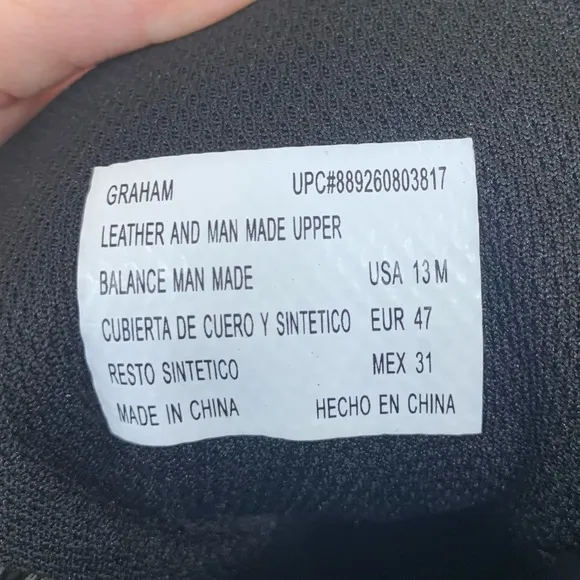 GRAHAM UPC#889260803817
LEATHER AND MAN MADE UPPER
BALANCE MAN MADE USA 13 M
CUBIERTA DE CUERO Y SINTETICO EUR 47
RESTO SINTETICO MEX 31
MADE IN CHINA HECHO EN CHINA